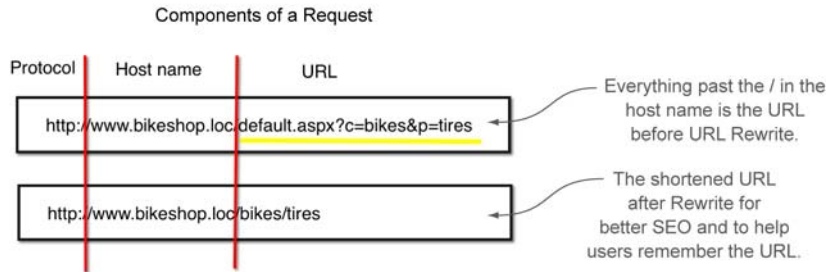 Components of a Request
Protocol Host name URL
http://www.bikeshop.loc/default.aspx?c=bikes&p=tires
Everything past the / in the
host name is the URL
before URL Rewrite.
http://www.bikeshop.loc/bikes/tires
The shortened URL
after Rewrite for
better SEO and to help
users remember the URL.